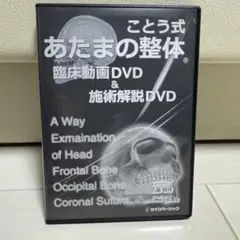 ことう式
あたまの整体®
臨床動画DVD
&
施術解説DVD
A Way
Exmaination
of Head
Frontal Bone
Occipital Bone
Coronal Suture